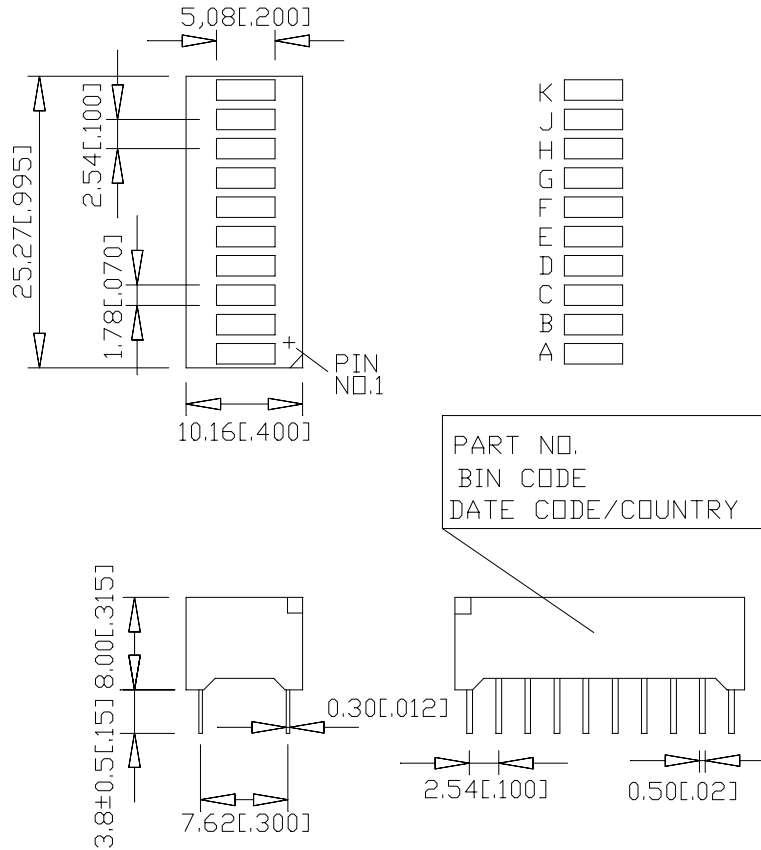 5,08[.200]
25.27[.995]
2.54[.100]
1.78[.070]
PIN
NO.1
10.16[.400]
K
J
H
G
F
E
D
C
B
A
PART NO.
BIN CODE
DATE CODE/COUNTRY
8.00[.315]
3.8±0.5[.15]
0.30[.012]
7.62[.300]
2.54[.100]
0.50[.02]